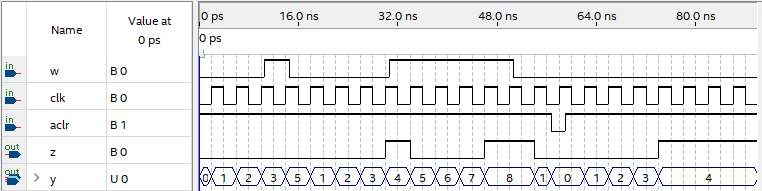 Name Value at 0 ps
0 ps 16.0 ns 32.0 ns 48.0 ns 64.0 ns 80.0 ns
0 ps
in w B 0
in clk B 0
in aclr B 1
out z B 0
out > y U 0 0 1 2 3 5 1 2 3 4 5 6 7 8 1 0 1 2 3 4